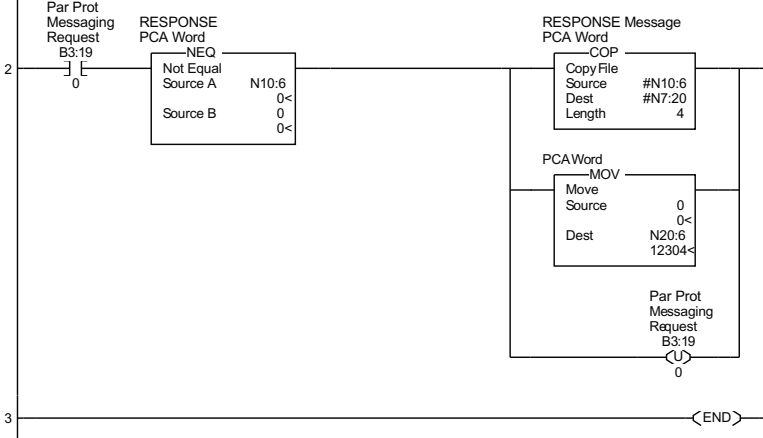 Par Prot
Messaging
Request
B3:19
0
RESPONSE
PCA Word
NEQ
Not Equal
Source A N10:6
0<
Source B 0
0<
RESPONSE Message
PCA Word
COP
Copy File
Source #N10:6
Dest #N7:20
Length 4
PCA Word
MOV
Move
Source 0
0<
Dest N20:6
12304<
Par Prot
Messaging
Request
B3:19
U
0
2
3
END